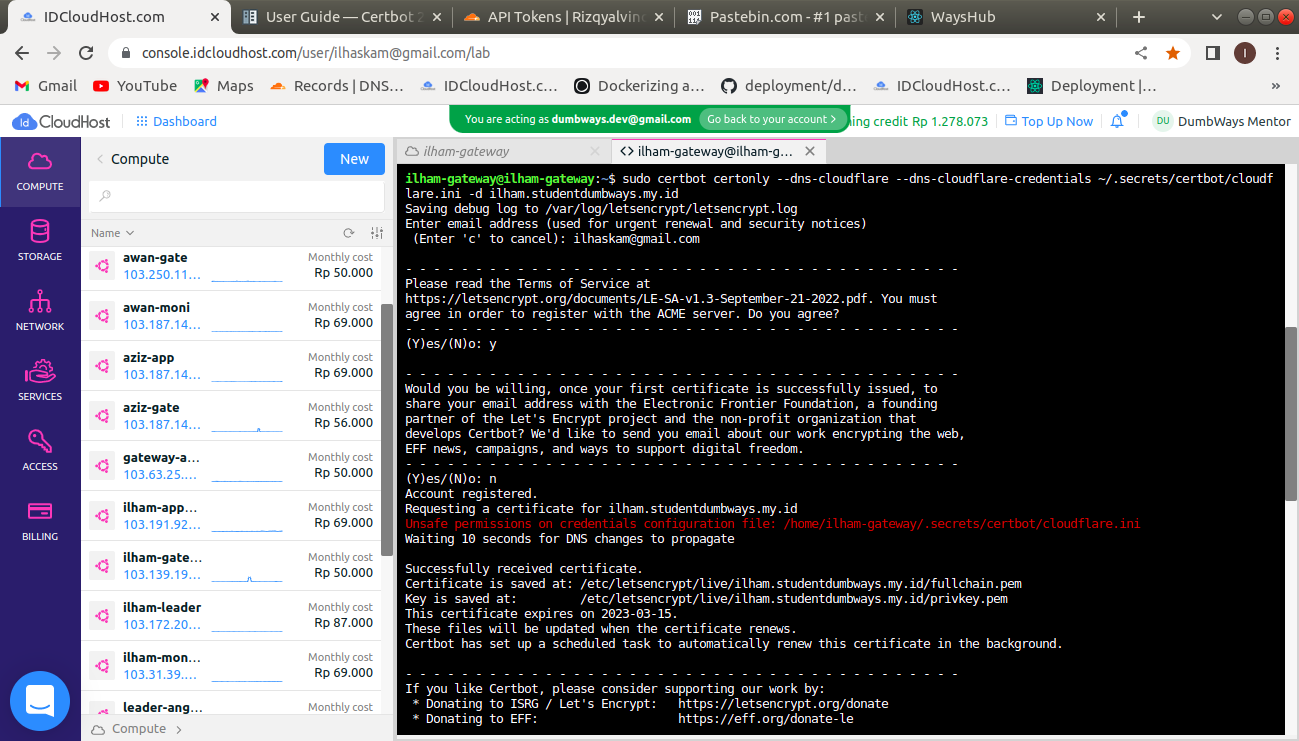 IDCloudHost.com
User Guide — Certbot 2
API Tokens | Rizqyalvin
Pastebin.com - #1 past
WaysHub
console.idcloudhost.com/user/ilhaskam@gmail.com/lab
I
Gmail
YouTube
Maps
Records | DNS...
IDCloudHost.c...
Dockerizing a...
deployment/d...
IDCloudHost.c...
Deployment |...
»
id CloudHost
Dashboard
You are acting as dumbways.dev@gmail.com
Go back to your account >
ning credit Rp 1.278.073
Top Up Now
DU
DumbWays Mentor
COMPUTE
STORAGE
NETWORK
SERVICES
ACCESS
BILLING
Compute
New
Name
awan-gate
103.250.11...
Monthly cost
Rp 50.000
awan-moni
103.187.14...
Monthly cost
Rp 69.000
aziz-app
103.187.14...
Monthly cost
Rp 69.000
aziz-gate
103.187.14...
Monthly cost
Rp 56.000
gateway-a...
103.63.25....
Monthly cost
Rp 50.000
ilham-app...
103.191.92...
Monthly cost
Rp 69.000
ilham-gate...
103.139.19...
Monthly cost
Rp 50.000
ilham-leader
103.172.20...
Monthly cost
Rp 87.000
ilham-mon...
103.31.39....
Monthly cost
Rp 69.000
leader-ang...
Monthly cost
Compute
ilham-gateway
ilham-gateway@ilham-g...
ilham-gateway@ilham-gateway:~$ sudo certbot certonly --dns-cloudflare --dns-cloudflare-credentials ~/.secrets/certbot/cloudf
lare.ini -d ilham.studentdumbways.my.id
Saving debug log to /var/log/letsencrypt/letsencrypt.log
Enter email address (used for urgent renewal and security notices)
(Enter 'c' to cancel): ilhaskam@gmail.com
- - - - - - - - - - - - - - - - - - - - - - - - - - - - - - - - - - - - - - - -
Please read the Terms of Service at
https://letsencrypt.org/documents/LE-SA-v1.3-September-21-2022.pdf. You must
agree in order to register with the ACME server. Do you agree?
- - - - - - - - - - - - - - - - - - - - - - - - - - - - - - - - - - - - - - - -
(Y)es/(N)o: y
- - - - - - - - - - - - - - - - - - - - - - - - - - - - - - - - - - - - - - - -
Would you be willing, once your first certificate is successfully issued, to
share your email address with the Electronic Frontier Foundation, a founding
partner of the Let's Encrypt project and the non-profit organization that
develops Certbot? We'd like to send you email about our work encrypting the web,
EFF news, campaigns, and ways to support digital freedom.
- - - - - - - - - - - - - - - - - - - - - - - - - - - - - - - - - - - - - - - -
(Y)es/(N)o: n
Account registered.
Requesting a certificate for ilham.studentdumbways.my.id
Unsafe permissions on credentials configuration file: /home/ilham-gateway/.secrets/certbot/cloudflare.ini
Waiting 10 seconds for DNS changes to propagate
Successfully received certificate.
Certificate is saved at: /etc/letsencrypt/live/ilham.studentdumbways.my.id/fullchain.pem
Key is saved at:         /etc/letsencrypt/live/ilham.studentdumbways.my.id/privkey.pem
This certificate expires on 2023-03-15.
These files will be updated when the certificate renews.
Certbot has set up a scheduled task to automatically renew this certificate in the background.
- - - - - - - - - - - - - - - - - - - - - - - - - - - - - - - - - - - - - - - -
If you like Certbot, please consider supporting our work by:
* Donating to ISRG / Let's Encrypt:   https://letsencrypt.org/donate
* Donating to EFF:                    https://eff.org/donate-le